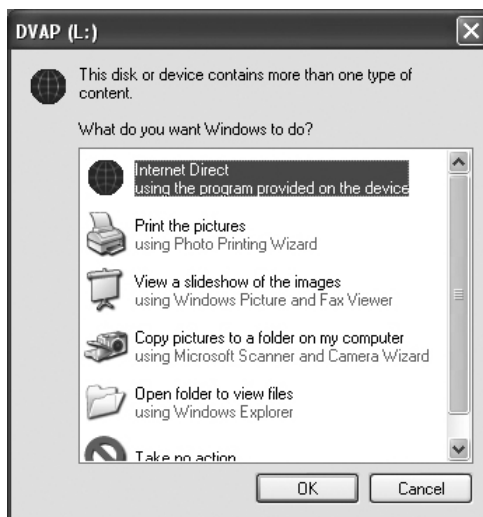 DVAP (L:)
This disk or device contains more than one type of
content.
What do you want Windows to do?
Internet Direct
using the program provided on the device
Print the pictures
using Photo Printing Wizard
View a slideshow of the images
using Windows Picture and Fax Viewer
Copy pictures to a folder on my computer
using Microsoft Scanner and Camera Wizard
Open folder to view files
using Windows Explorer
Take no action
OK
Cancel